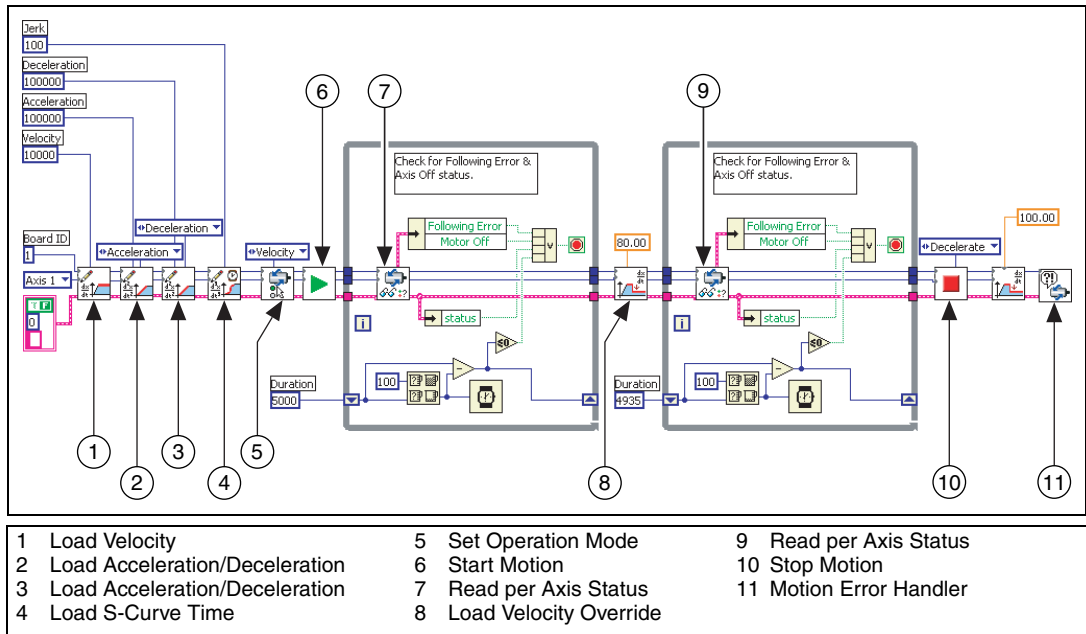 Jerk
100
Deceleration
100000
Acceleration
100000
Velocity
10000
Board ID
1
Axis 1
T F
0
Acceleration
Deceleration
Velocity
6
7
9
Check for Following Error &
Axis Off status.
Following Error
Motor Off
status
i
≤0
Duration
5000
100
80.00
Check for Following Error &
Axis Off status.
Following Error
Motor Off
status
i
≤0
Duration
4935
100
Decelerate
100.00
1
2
3
4
5
8
10
11
1 Load Velocity
2 Load Acceleration/Deceleration
3 Load Acceleration/Deceleration
4 Load S-Curve Time
5 Set Operation Mode
6 Start Motion
7 Read per Axis Status
8 Load Velocity Override
9 Read per Axis Status
10 Stop Motion
11 Motion Error Handler